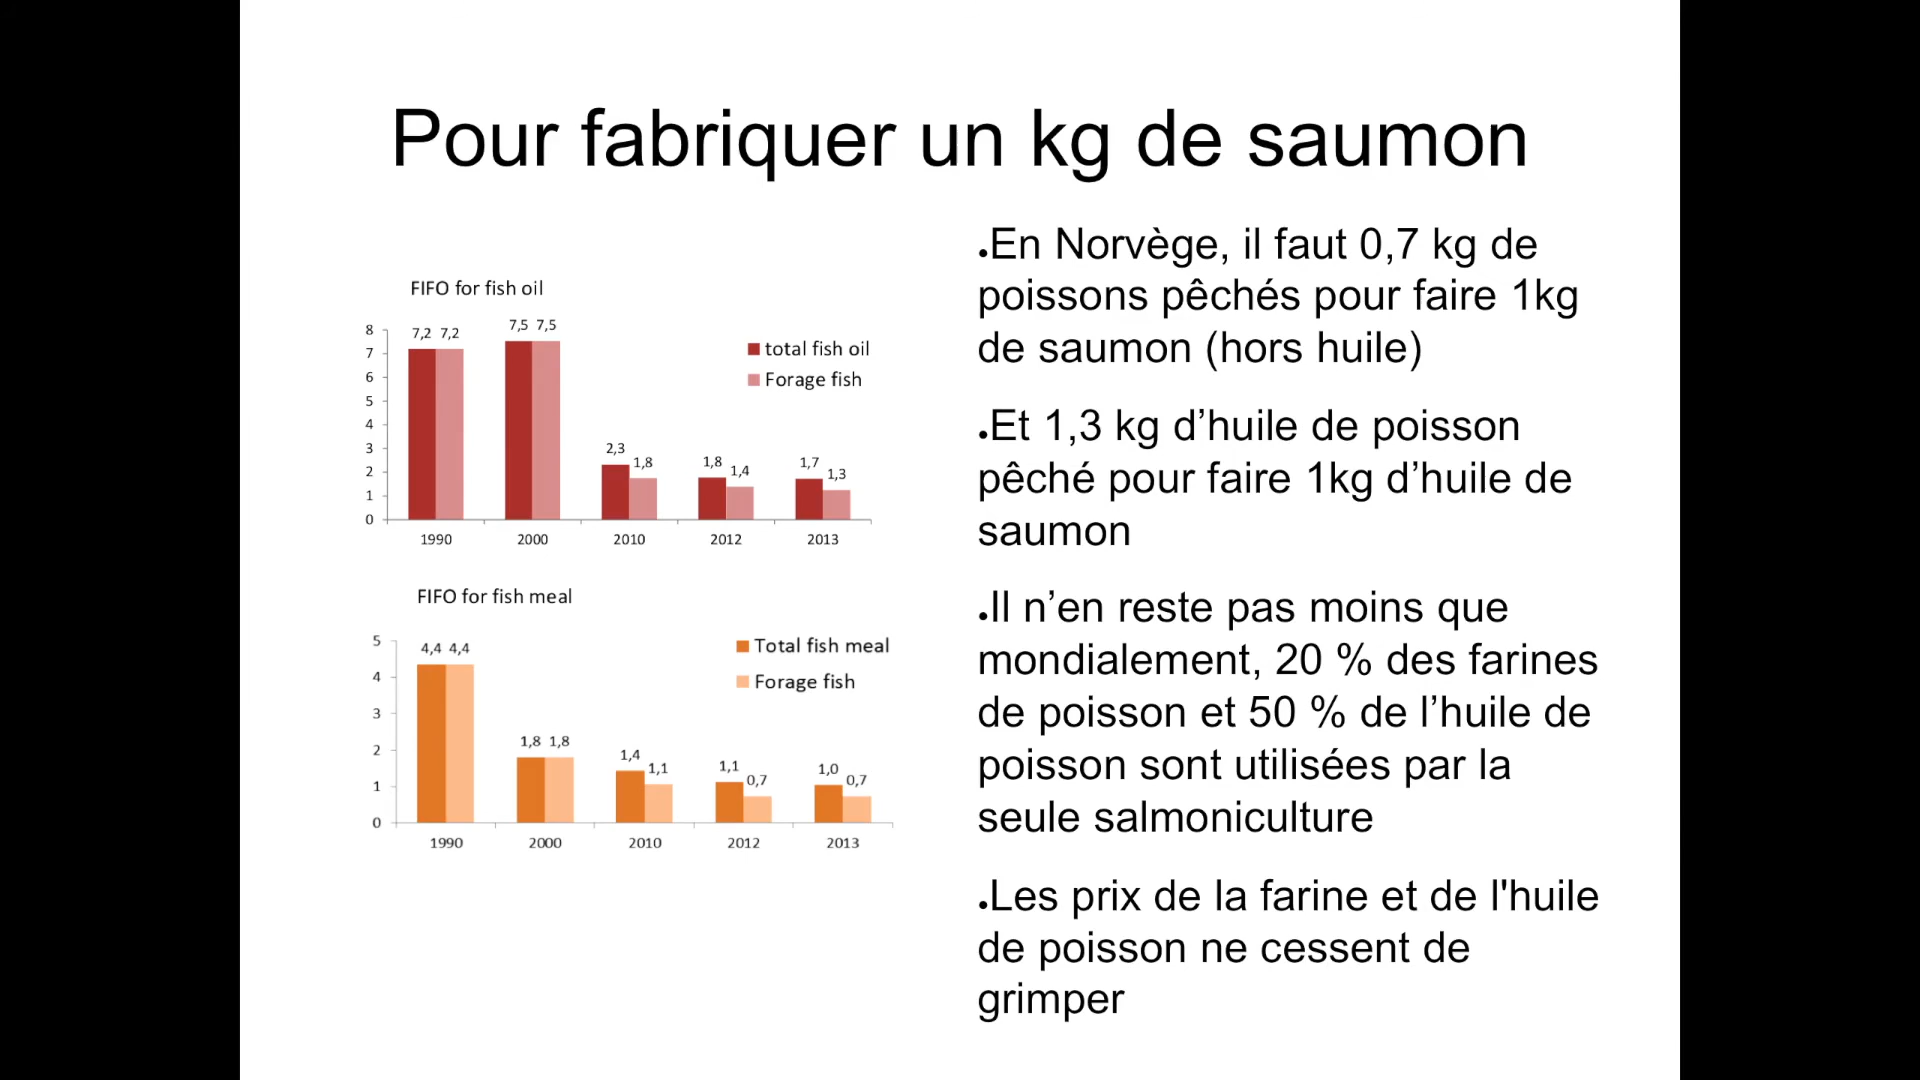 Pour fabriquer un kg de saumon
FIFO for fish oil
8
7
6
5
4
3
2
1
0
7,2 7,2
7,5 7,5
2,3
1,8
1,8
1,4
1,7
1,3
total fish oil
Forage fish
1990 2000 2010 2012 2013
FIFO for fish meal
5
4
3
2
1
0
4,4 4,4
1,8 1,8
1,4
1,1
1,1
0,7
1,0
0,7
Total fish meal
Forage fish
1990 2000 2010 2012 2013
●En Norvège, il faut 0,7 kg de
poissons pêchés pour faire 1kg
de saumon (hors huile)
●Et 1,3 kg d’huile de poisson
pêché pour faire 1kg d’huile de
saumon
●Il n’en reste pas moins que
mondialement, 20 % des farines
de poisson et 50 % de l’huile de
poisson sont utilisées par la
seule salmoniculture
●Les prix de la farine et de l'huile
de poisson ne cessent de
grimper